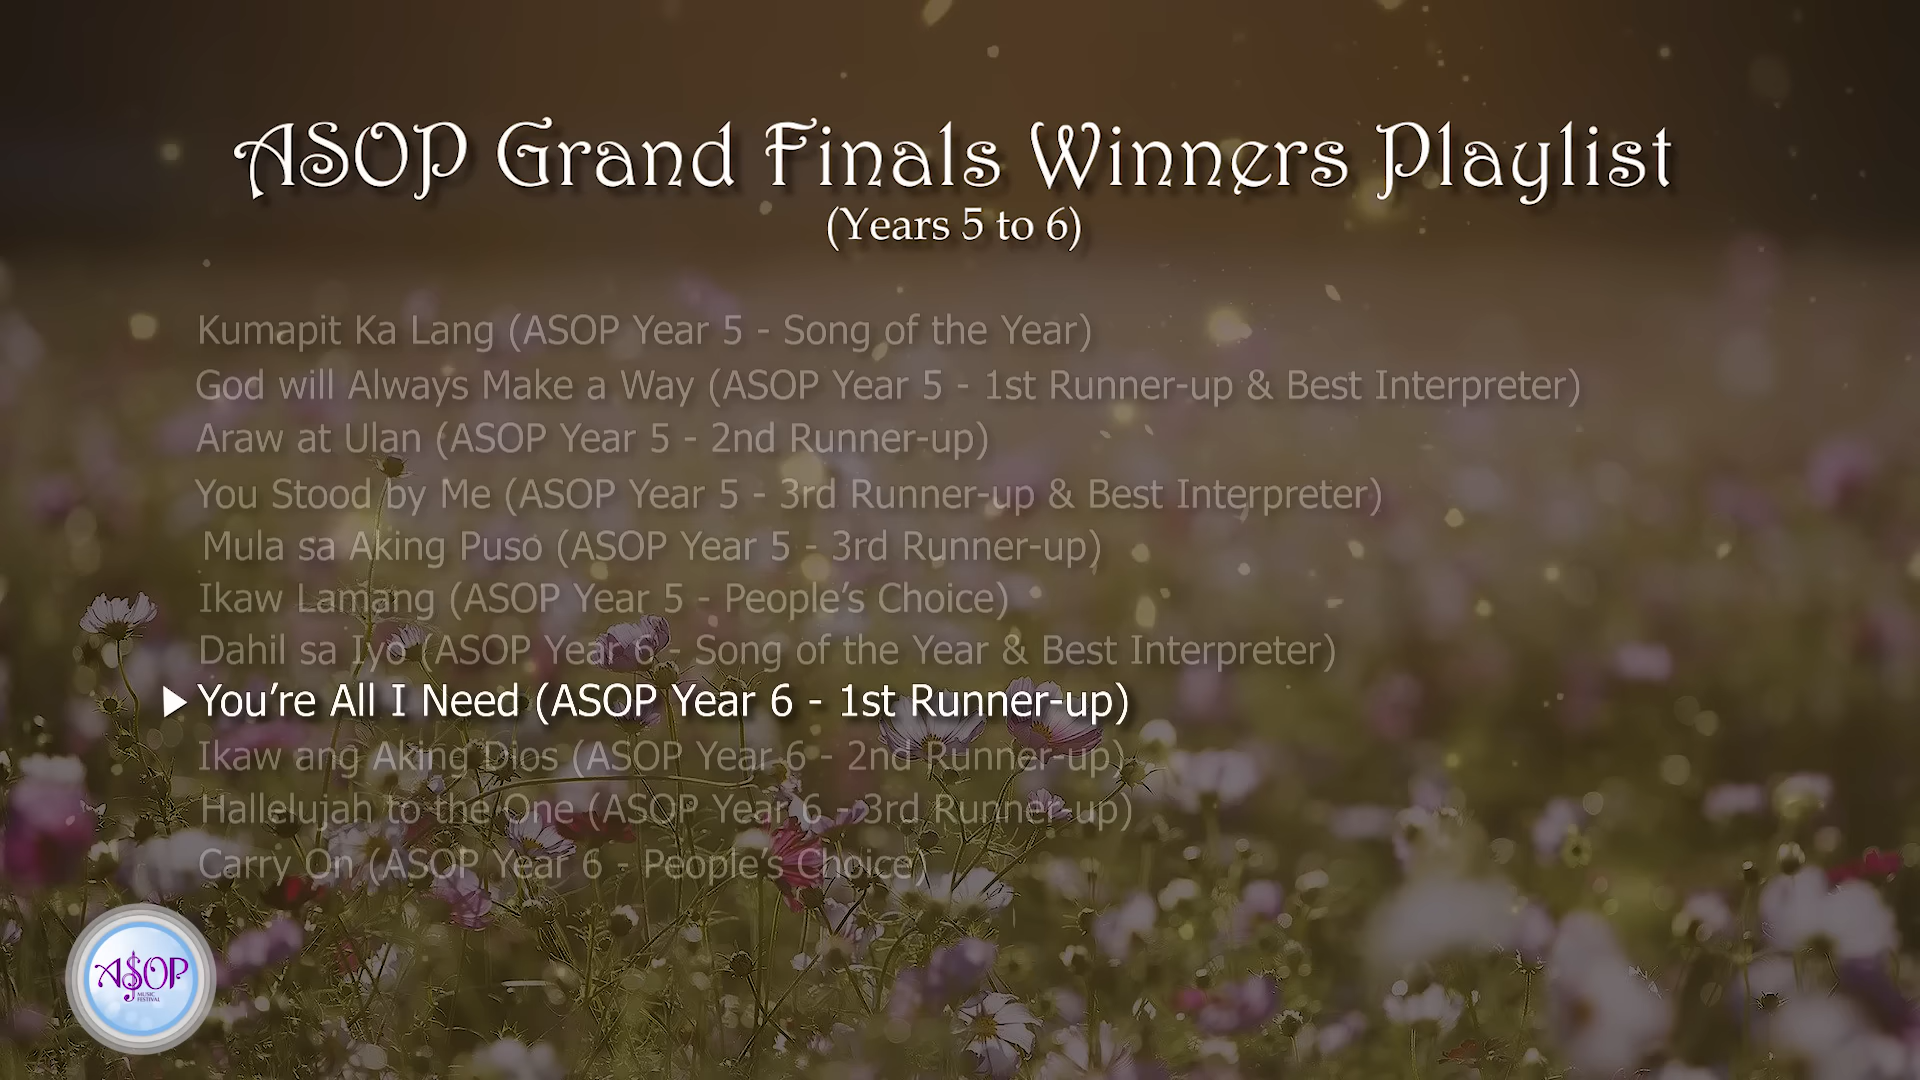 ASOP Grand Finals Winners Playlist
(Years 5 to 6)
Kumapit Ka Lang (ASOP Year 5 - Song of the Year)
God will Always Make a Way (ASOP Year 5 - 1st Runner-up & Best Interpreter)
Araw at Ulan (ASOP Year 5 - 2nd Runner-up)
You Stood by Me (ASOP Year 5 - 3rd Runner-up & Best Interpreter)
Mula sa Aking Puso (ASOP Year 5 - 3rd Runner-up)
Ikaw Lamang (ASOP Year 5 - People’s Choice)
Dahil sa Iyo (ASOP Year 6 - Song of the Year & Best Interpreter)
You’re All I Need (ASOP Year 6 - 1st Runner-up)
Ikaw ang Aking Dios (ASOP Year 6 - 2nd Runner-up)
Hallelujah to the One (ASOP Year 6 - 3rd Runner-up)
Carry On (ASOP Year 6 - People’s Choice)
ASOP
MUSIC
FESTIVAL